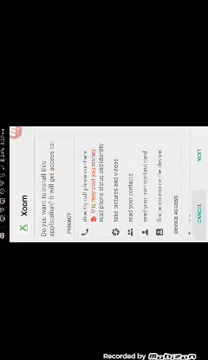 Xoom
Do you want to install this
application? It will get access to:
PRIVACY
directly call phone numbers
this may cost you money
read phone status and identity
take pictures and videos
read your contacts
read your own contact card
find accounts on the device
DEVICE ACCESS
CANCEL
NEXT
Recorded by Mobizen